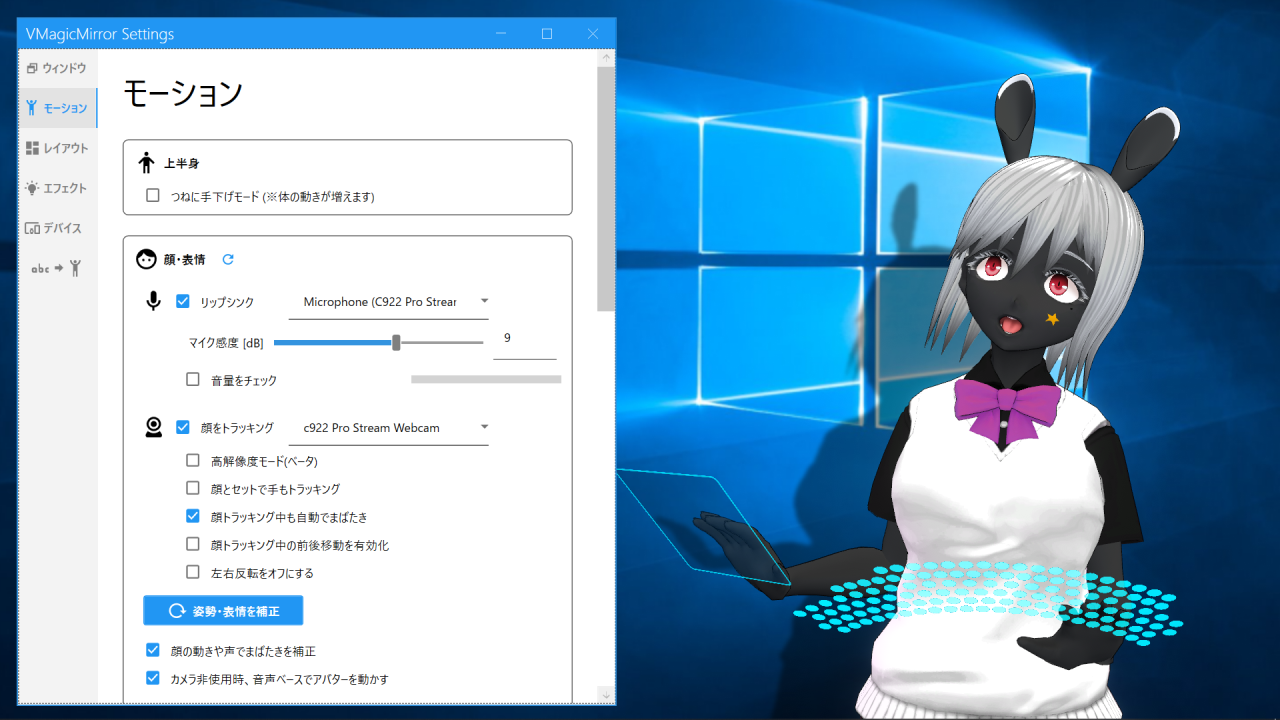 VMagicMirror Settings
ウィンドウ
モーション
レイアウト
エフェクト
デバイス
abc
モーション
上半身
つねに手下げモード (※体の動きが増えます)
顔・表情
リップシンク
Microphone (C922 Pro Strear
マイク感度 [dB]
9
音量をチェック
顔をトラッキング
c922 Pro Stream Webcam
高解像度モード(ベータ)
顔とセットで手もトラッキング
顔トラッキング中も自動でまばたき
顔トラッキング中の前後移動を有効化
左右反転をオフにする
姿勢・表情を補正
顔の動きや声でまばたきを補正
カメラ非使用時、音声ベースでアバターを動かす